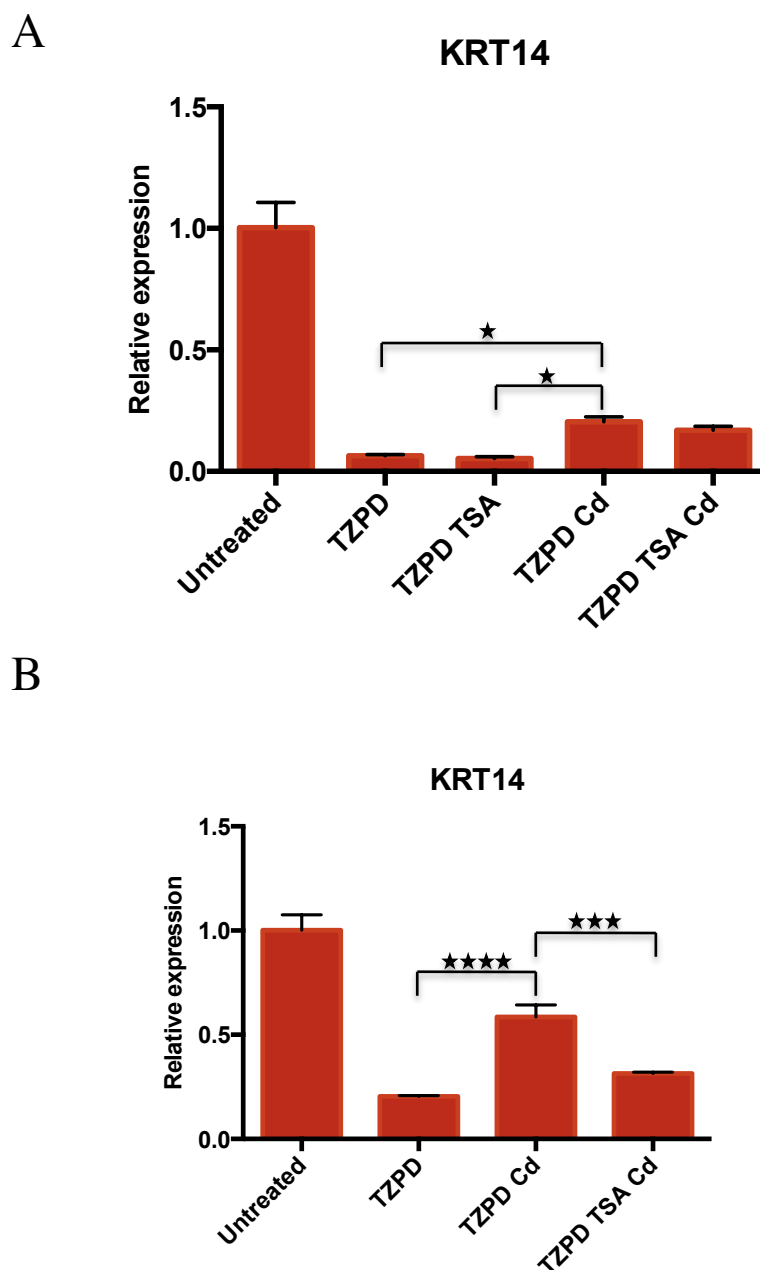 A
KRT14
Relative expression
1.5
1.0
0.5
0.0
★
★
Untreated
TZPD
TZPD TSA
TZPD Cd
TZPD TSA Cd
B
KRT14
Relative expression
1.5
1.0
0.5
0.0
★★★★
★★★
Untreated
TZPD
TZPD Cd
TZPD TSA Cd